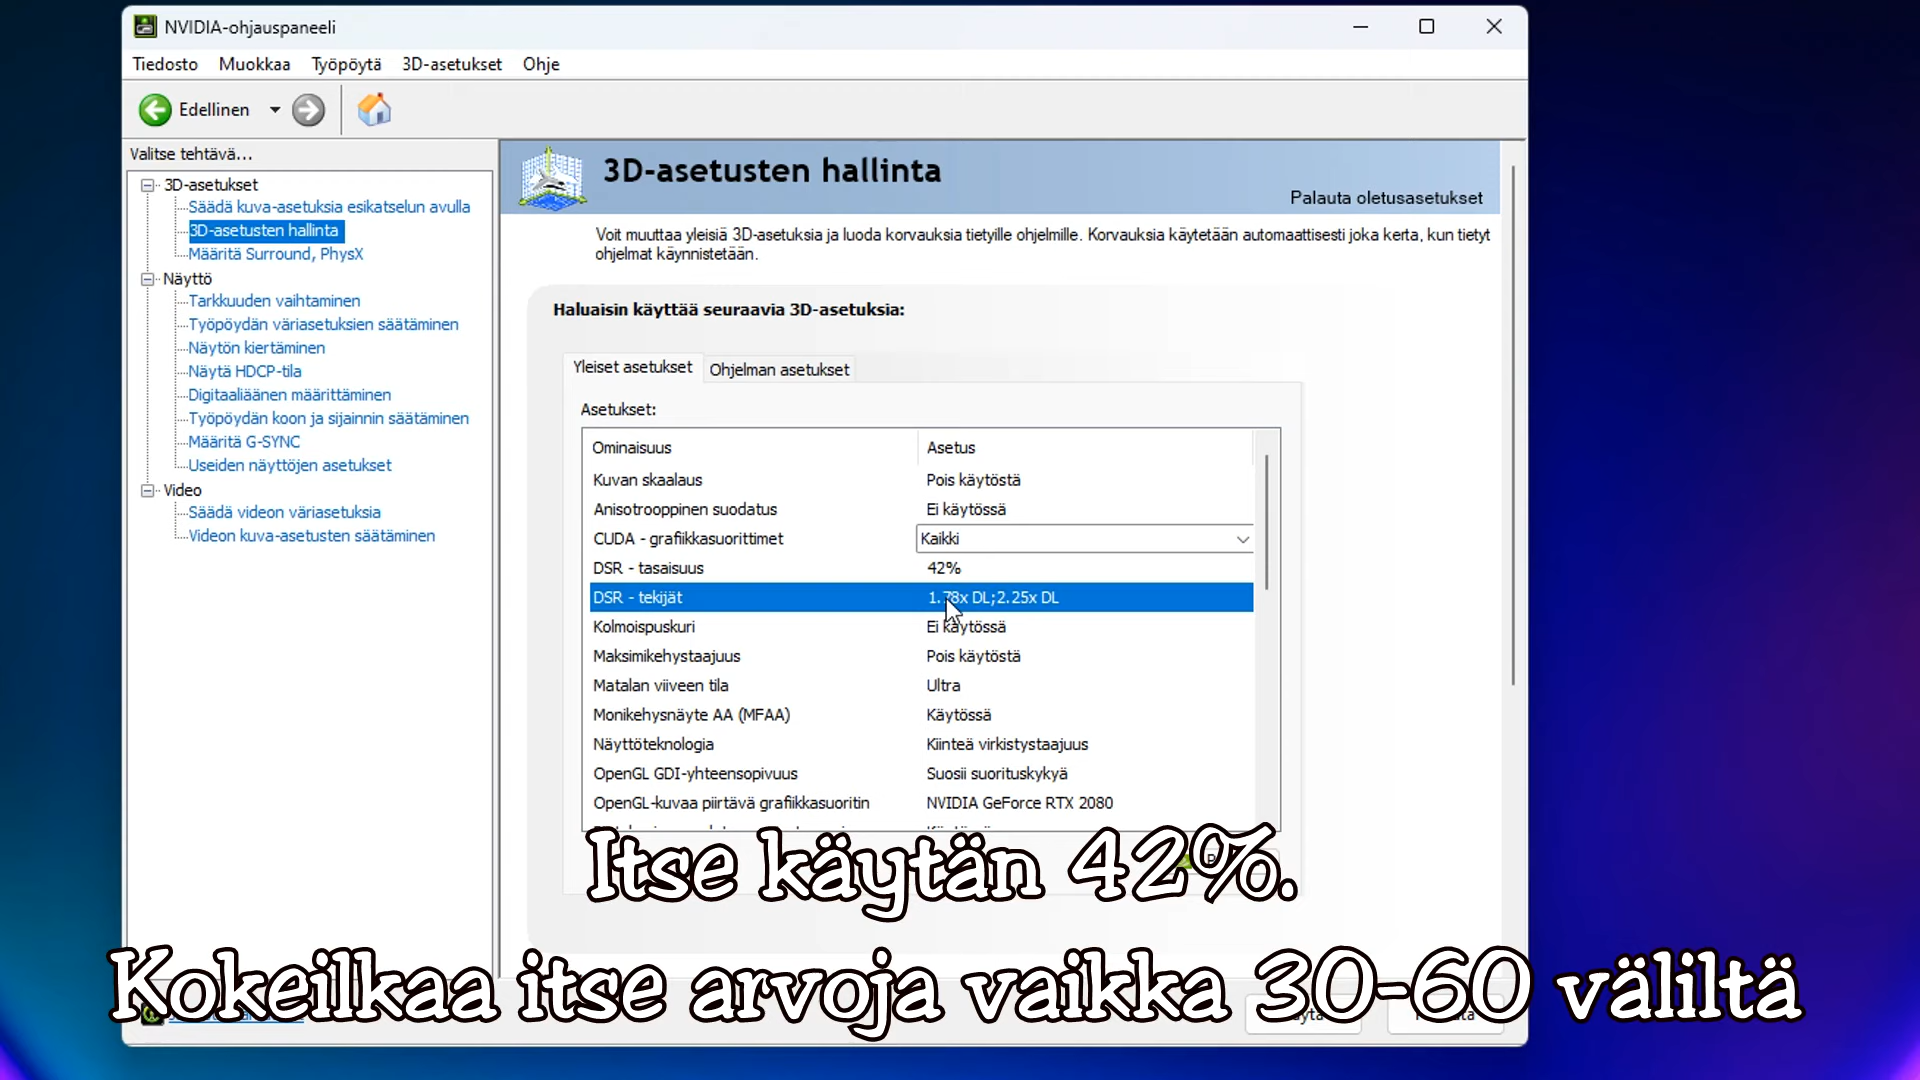 NVIDIA-ohjauspaneeli
Tiedosto Muokkaa Työpöytä 3D-asetukset Ohje
Edellinen
Valitse tehtävä...
3D-asetukset
Säädä kuva-asetuksia esikatselun avulla
3D-asetusten hallinta
Määritä Surround, PhysX
Näyttö
Tarkkuuden vaihtaminen
Työpöydän väriasetuksien säätäminen
Näytön kiertäminen
Näytä HDCP-tila
Digitaaliäänen määrittäminen
Työpöydän koon ja sijainnin säätäminen
Määritä G-SYNC
Useiden näyttöjen asetukset
Video
Säädä videon väriasetuksia
Videon kuva-asetusten säätäminen
3D-asetusten hallinta
Palauta oletusasetukset
Voit muuttaa yleisiä 3D-asetuksia ja luoda korvauksia tietyille ohjelmille. Korvauksia käytetään automaattisesti joka kerta, kun tietyt
ohjelmat käynnistetään.
Haluaisin käyttää seuraavia 3D-asetuksia:
Yleiset asetukset Ohjelman asetukset
Asetukset:
Ominaisuus Asetus
Kuvan skaalaus Pois käytöstä
Anisotrooppinen suodatus Ei käytössä
CUDA - grafiikkasuorittimet Kaikki
DSR - tasaisuus 42%
DSR - tekijät 1.78x DL;2.25x DL
Kolmoispuskuri Ei käytössä
Maksimikehystaajuus Pois käytöstä
Matalan viiveen tila Ultra
Monikehysnäyte AA (MFAA) Käytössä
Näyttöteknologia Kiinteä virkistystaajuus
OpenGL GDI-yhteensopivuus Suosii suorituskykyä
OpenGL-kuvaa piirtävä grafiikkasuoritin NVIDIA GeForce RTX 2080
Itse käytän 42%.
Kokeilkaa itse arvoja vaikka 30-60 väliltä